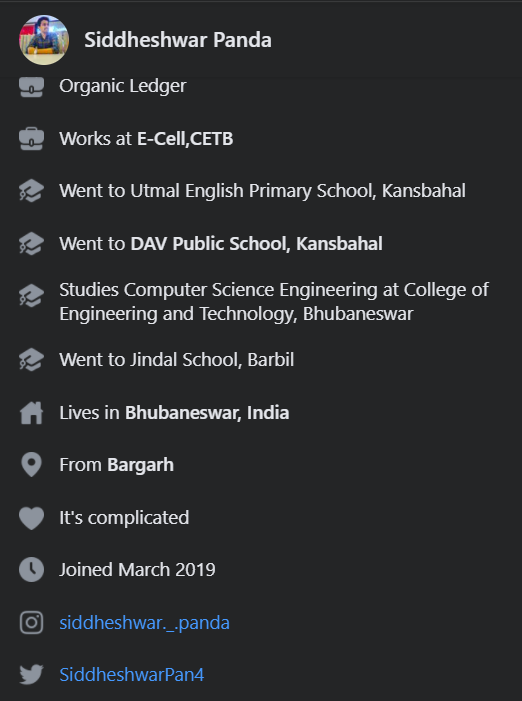 Siddheshwar Panda
Organic Ledger
Works at E-Cell,CETB
Went to Utmal English Primary School, Kansbahal
Went to DAV Public School, Kansbahal
Studies Computer Science Engineering at College of
Engineering and Technology, Bhubaneswar
Went to Jindal School, Barbil
Lives in Bhubaneswar, India
From Bargarh
It's complicated
Joined March 2019
siddheshwar._.panda
SiddheshwarPan4